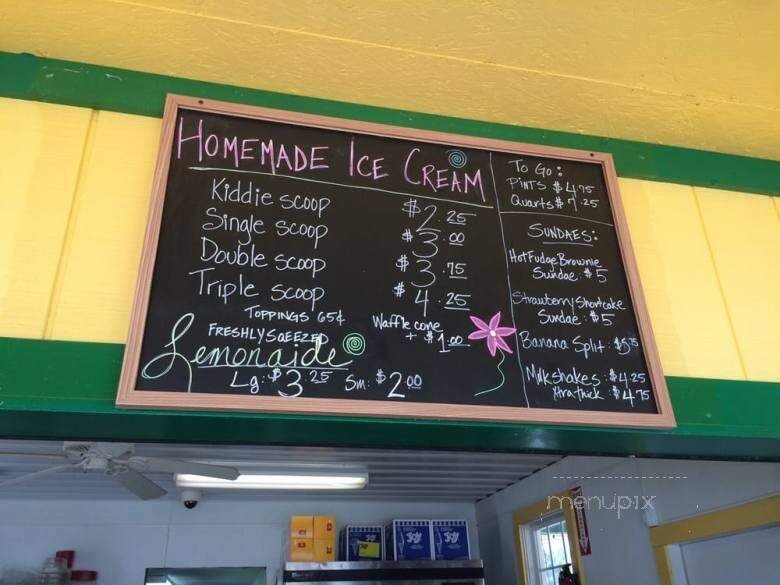 HOMEMADE ICE CREAM
Kiddie scoop $2.25
Single scoop $3.00
Double scoop $3.75
Triple scoop $4.25
TOPPINGS 65¢
Waffle cone
+ $1.00
FRESHLY SQEEZED
Lemonaide
Lg: $3.25 Sm: $2.00
To Go:
PINTS $4.75
Quarts $7.25
SUNDAES:
Hot Fudge Brownie
Sundae: $5
Strawberry Shortcake
Sundae: $5
Banana Split: $5.75
Milkshakes: $4.25
Xtra thick $4.75
JOY
JOY
JOY
menupix